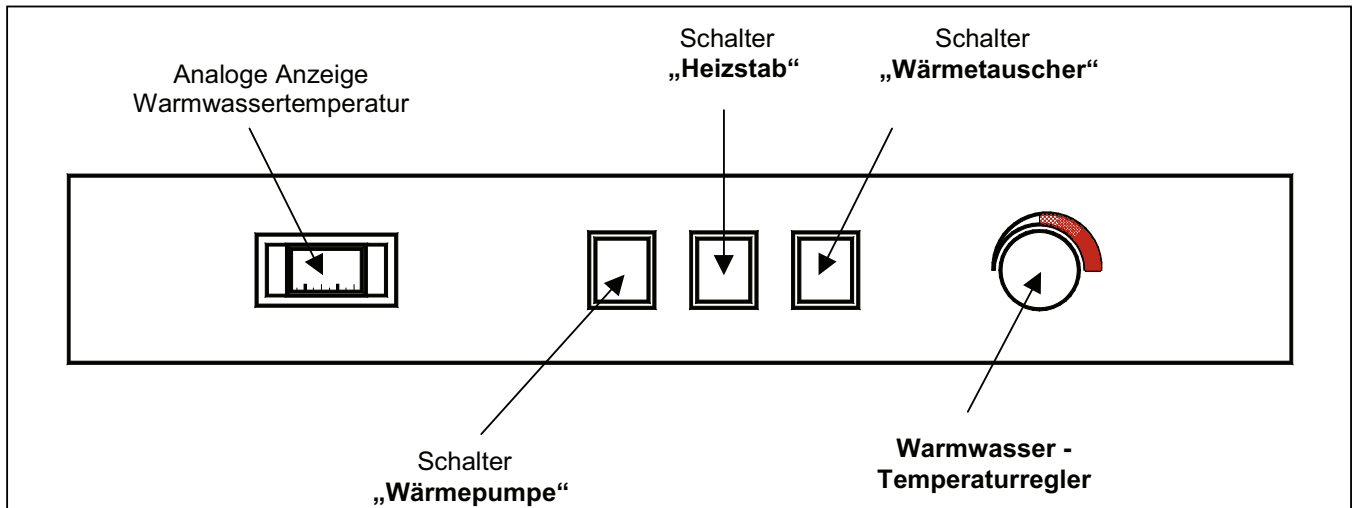 Analoge Anzeige
Warmwassertemperatur
Schalter
„Heizstab“
Schalter
„Wärmetauscher“
Schalter
„Wärmepumpe“
Warmwasser -
Temperaturregler